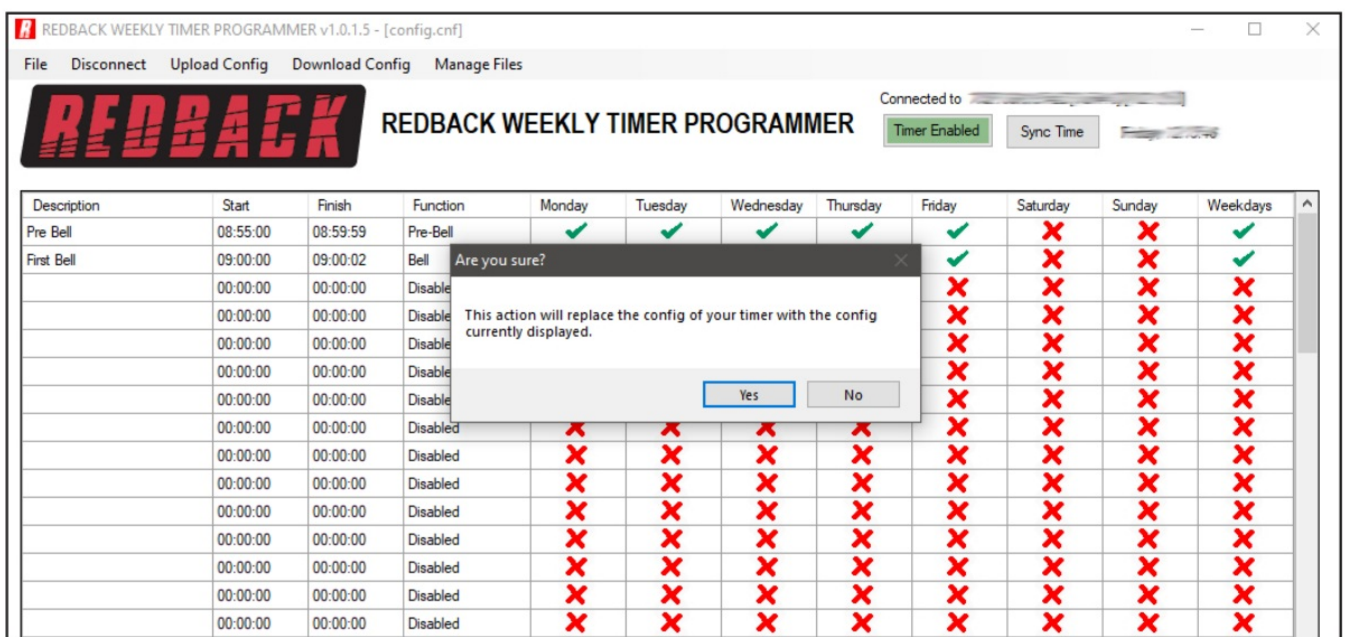 REDBACK WEEKLY TIMER PROGRAMMER v1.0.1.5 - [config.cnf]
File Disconnect Upload Config Download Config Manage Files
REDBACK
REDBACK WEEKLY TIMER PROGRAMMER
Connected to
Timer Enabled Sync Time
Description Start Finish Function Monday Tuesday Wednesday Thursday Friday Saturday Sunday Weekdays
Pre Bell 08:55:00 08:59:59 Pre-Bell
First Bell 09:00:00 09:00:02 Bell
Are you sure?
This action will replace the config of your timer with the config
currently displayed.
Yes No
00:00:00 00:00:00 Disable
00:00:00 00:00:00 Disable
00:00:00 00:00:00 Disable
00:00:00 00:00:00 Disable
00:00:00 00:00:00 Disable
00:00:00 00:00:00 Disabled
00:00:00 00:00:00 Disabled
00:00:00 00:00:00 Disabled
00:00:00 00:00:00 Disabled
00:00:00 00:00:00 Disabled
00:00:00 00:00:00 Disabled
00:00:00 00:00:00 Disabled
00:00:00 00:00:00 Disabled